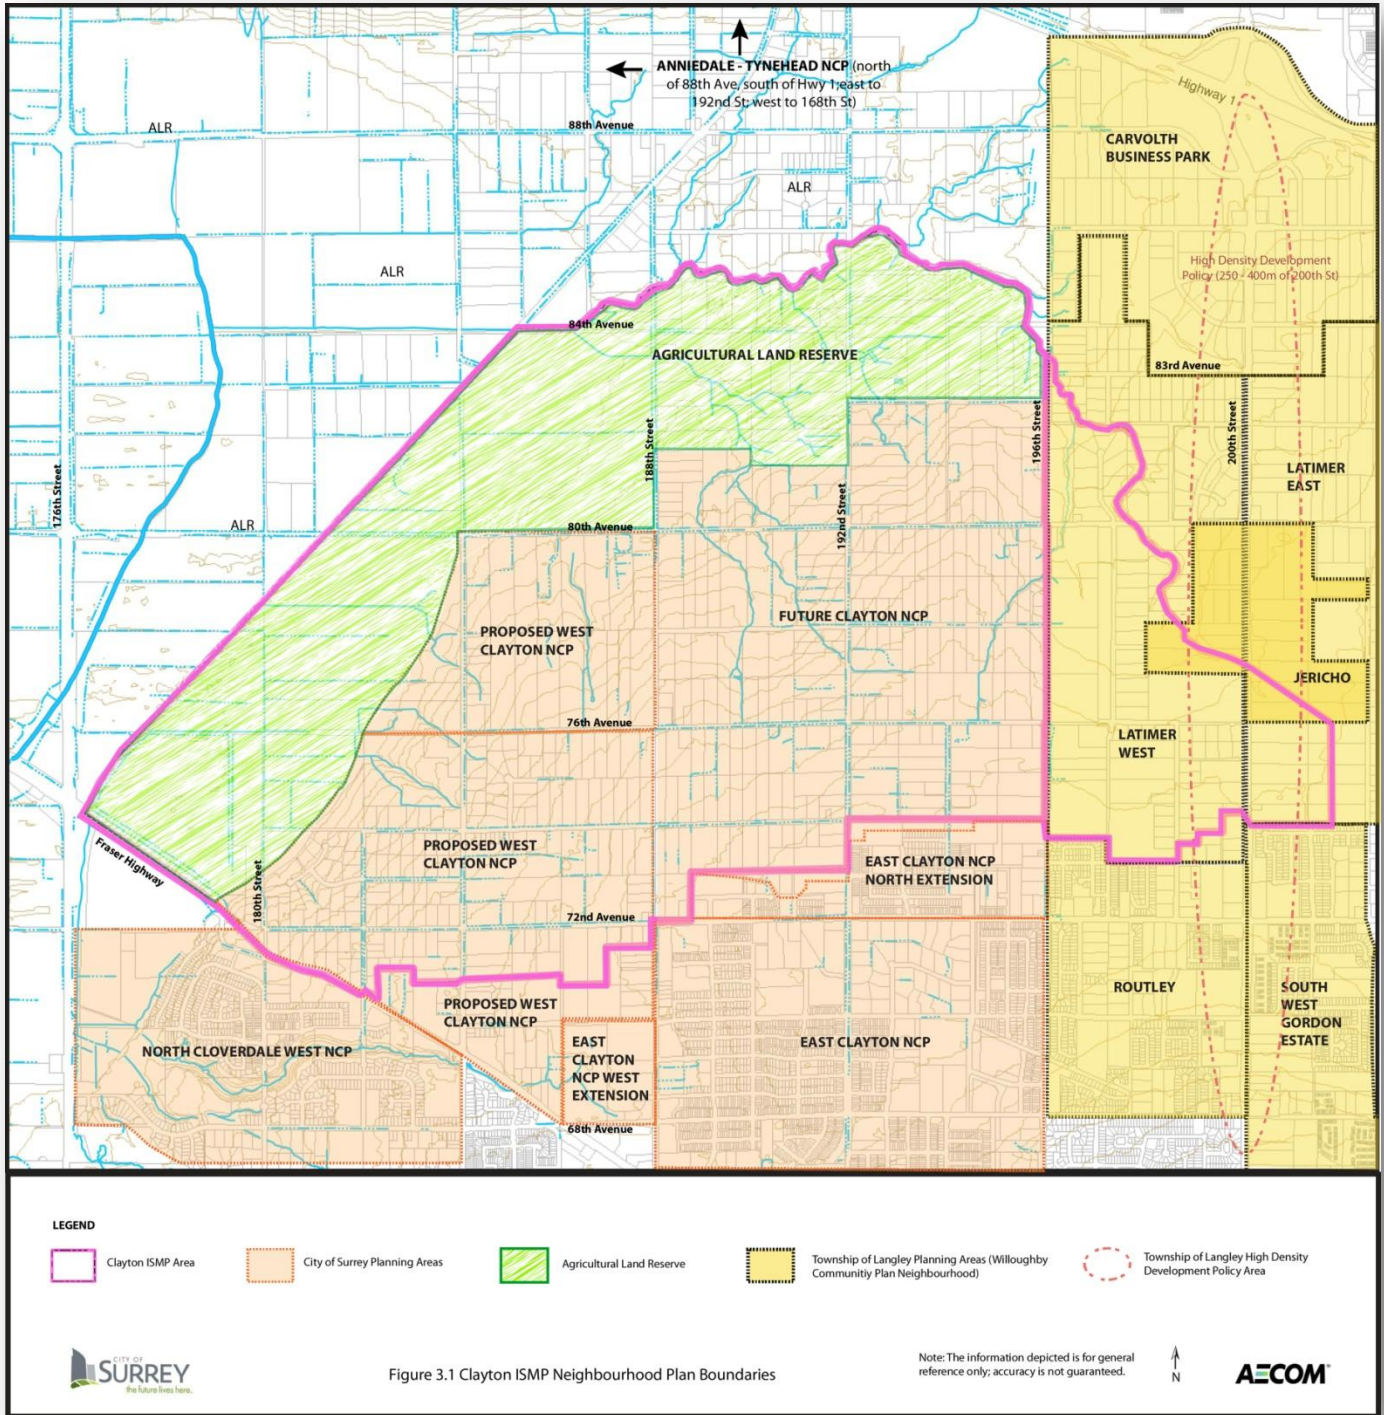 ANNIEDALE - TYNEHEAD NCP (north
of 88th Ave, south of Hwy 1;east to
192nd St; west to 168th St)
Highway 1
ALR
88th Avenue
CARVOLTH
BUSINESS PARK
ALR
ALR
High Density Development
Policy (250 - 400m of 200th St)
84th Avenue
AGRICULTURAL LAND RESERVE
83rd Avenue
188th Street
196th Street
200th Street
176th Street
192nd Street
LATIMER
EAST
ALR
80th Avenue
FUTURE CLAYTON NCP
PROPOSED WEST
CLAYTON NCP
JERICHO
76th Avenue
LATIMER
WEST
Fraser Highway
180th Street
PROPOSED WEST
CLAYTON NCP
EAST CLAYTON NCP
NORTH EXTENSION
72nd Avenue
PROPOSED WEST
CLAYTON NCP
ROUTLEY
SOUTH
WEST
GORDON
ESTATE
NORTH CLOVERDALE WEST NCP
EAST
CLAYTON
NCP WEST
EXTENSION
EAST CLAYTON NCP
68th Avenue
LEGEND
Clayton ISMP Area
City of Surrey Planning Areas
Agricultural Land Reserve
Township of Langley Planning Areas (Willoughby
Communitiy Plan Neighbourhood)
Township of Langley High Density
Development Policy Area
CITY OF
SURREY
the future lives here.
Figure 3.1 Clayton ISMP Neighbourhood Plan Boundaries
Note: The information depicted is for general
reference only; accuracy is not guaranteed.
N
AECOM